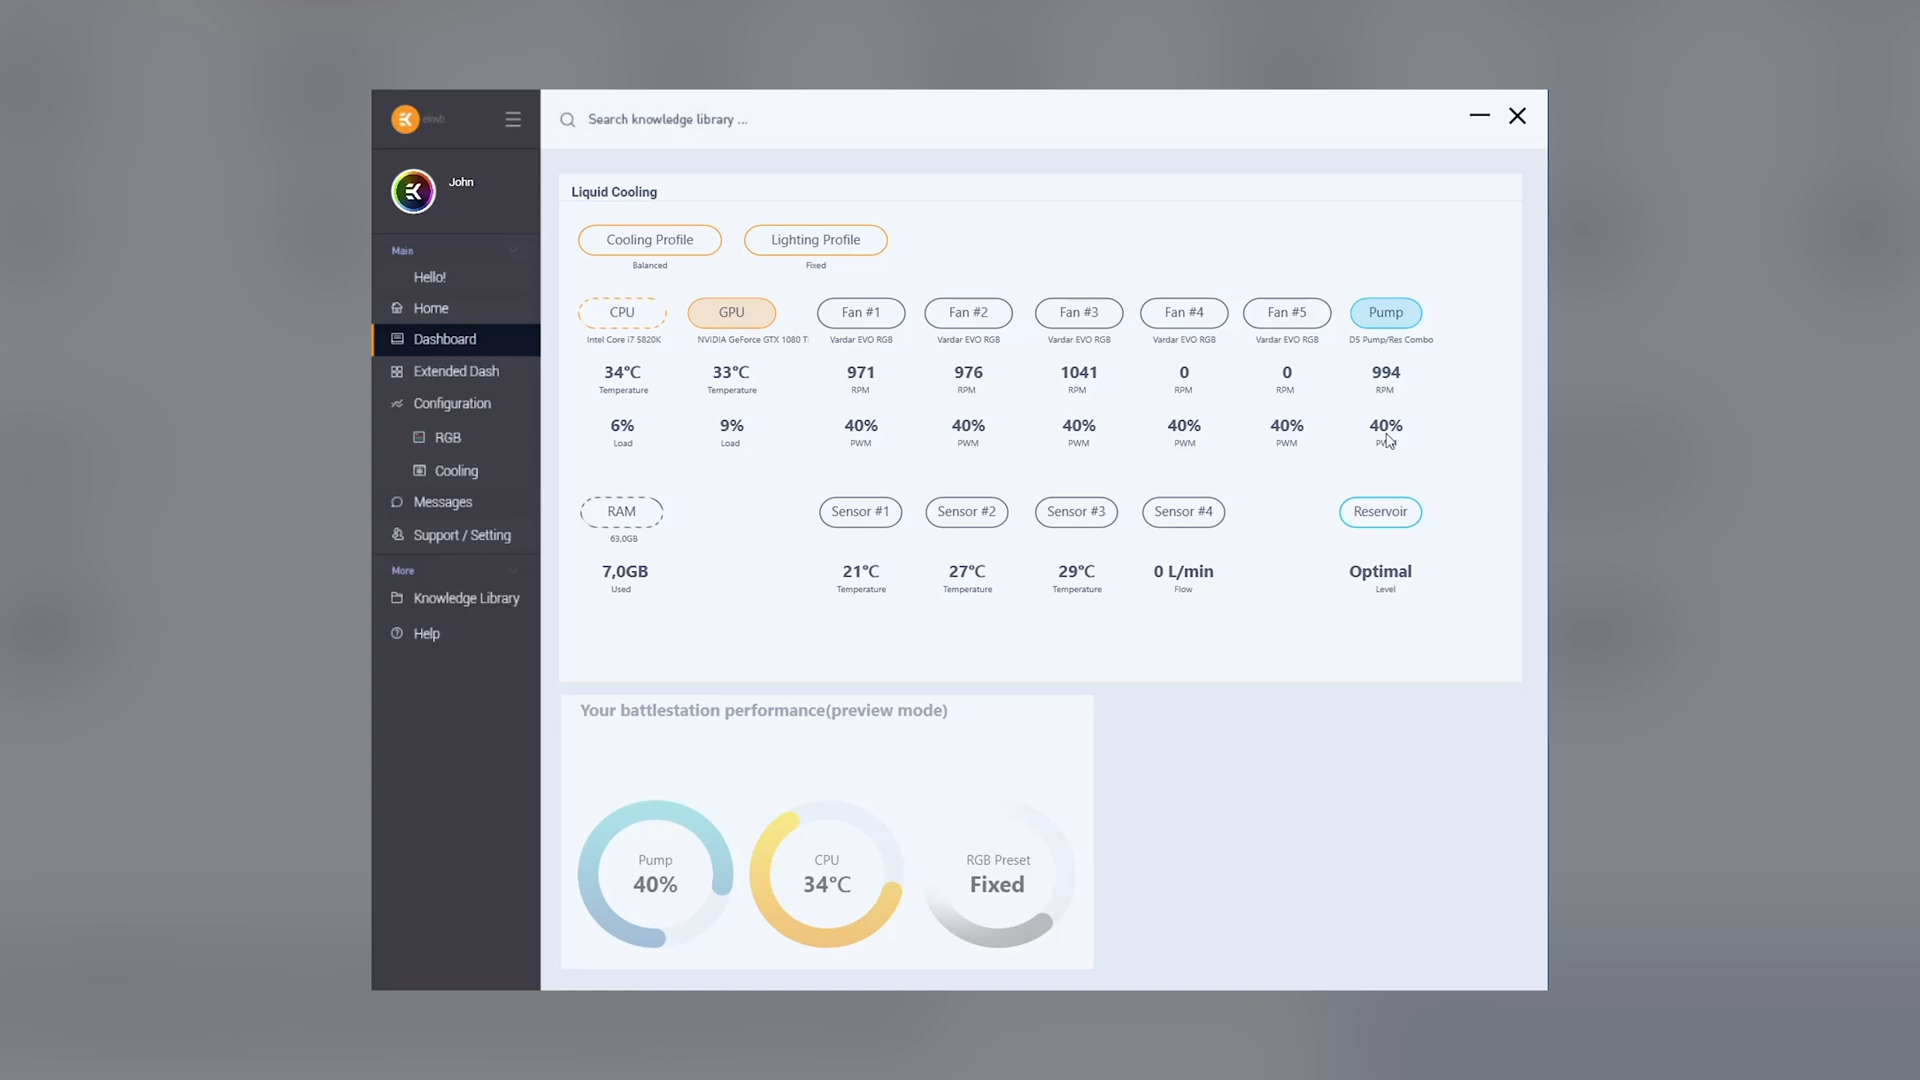 ekwb
Search knowledge library ...
John
Main
Hello!
Home
Dashboard
Extended Dash
Configuration
RGB
Cooling
Messages
Support / Setting
More
Knowledge Library
Help
Liquid Cooling
Cooling Profile Lighting Profile
Balanced Fixed
CPU GPU Fan #1 Fan #2 Fan #3 Fan #4 Fan #5 Pump
Intel Core i7 5820K NVIDIA GeForce GTX 1080 Ti Vardar EVO RGB Vardar EVO RGB Vardar EVO RGB Vardar EVO RGB Vardar EVO RGB D5 Pump/Res Combo
34°C 33°C 971 976 1041 0 0 994
Temperature Temperature RPM RPM RPM RPM RPM RPM
6% 9% 40% 40% 40% 40% 40% 40%
Load Load PWM PWM PWM PWM PWM PWM
RAM Sensor #1 Sensor #2 Sensor #3 Sensor #4 Reservoir
63,0GB
7,0GB 21°C 27°C 29°C 0 L/min Optimal
Used Temperature Temperature Temperature Flow Level
Your battlestation performance(preview mode)
Pump CPU RGB Preset
40% 34°C Fixed